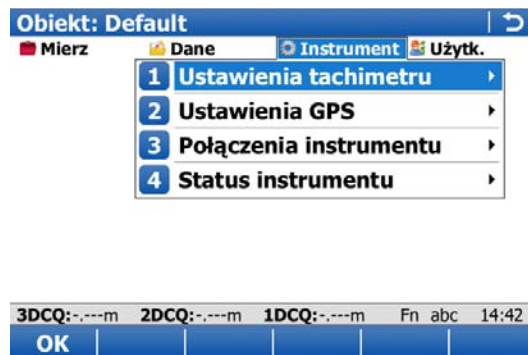 Obiekt: Default
Mierz Dane Instrument Użytk.
1 Ustawienia tachimetru
2 Ustawienia GPS
3 Połączenia instrumentu
4 Status instrumentu
3DCQ:-.---m 2DCQ:-.---m 1DCQ:-.---m Fn abc 14:42
OK